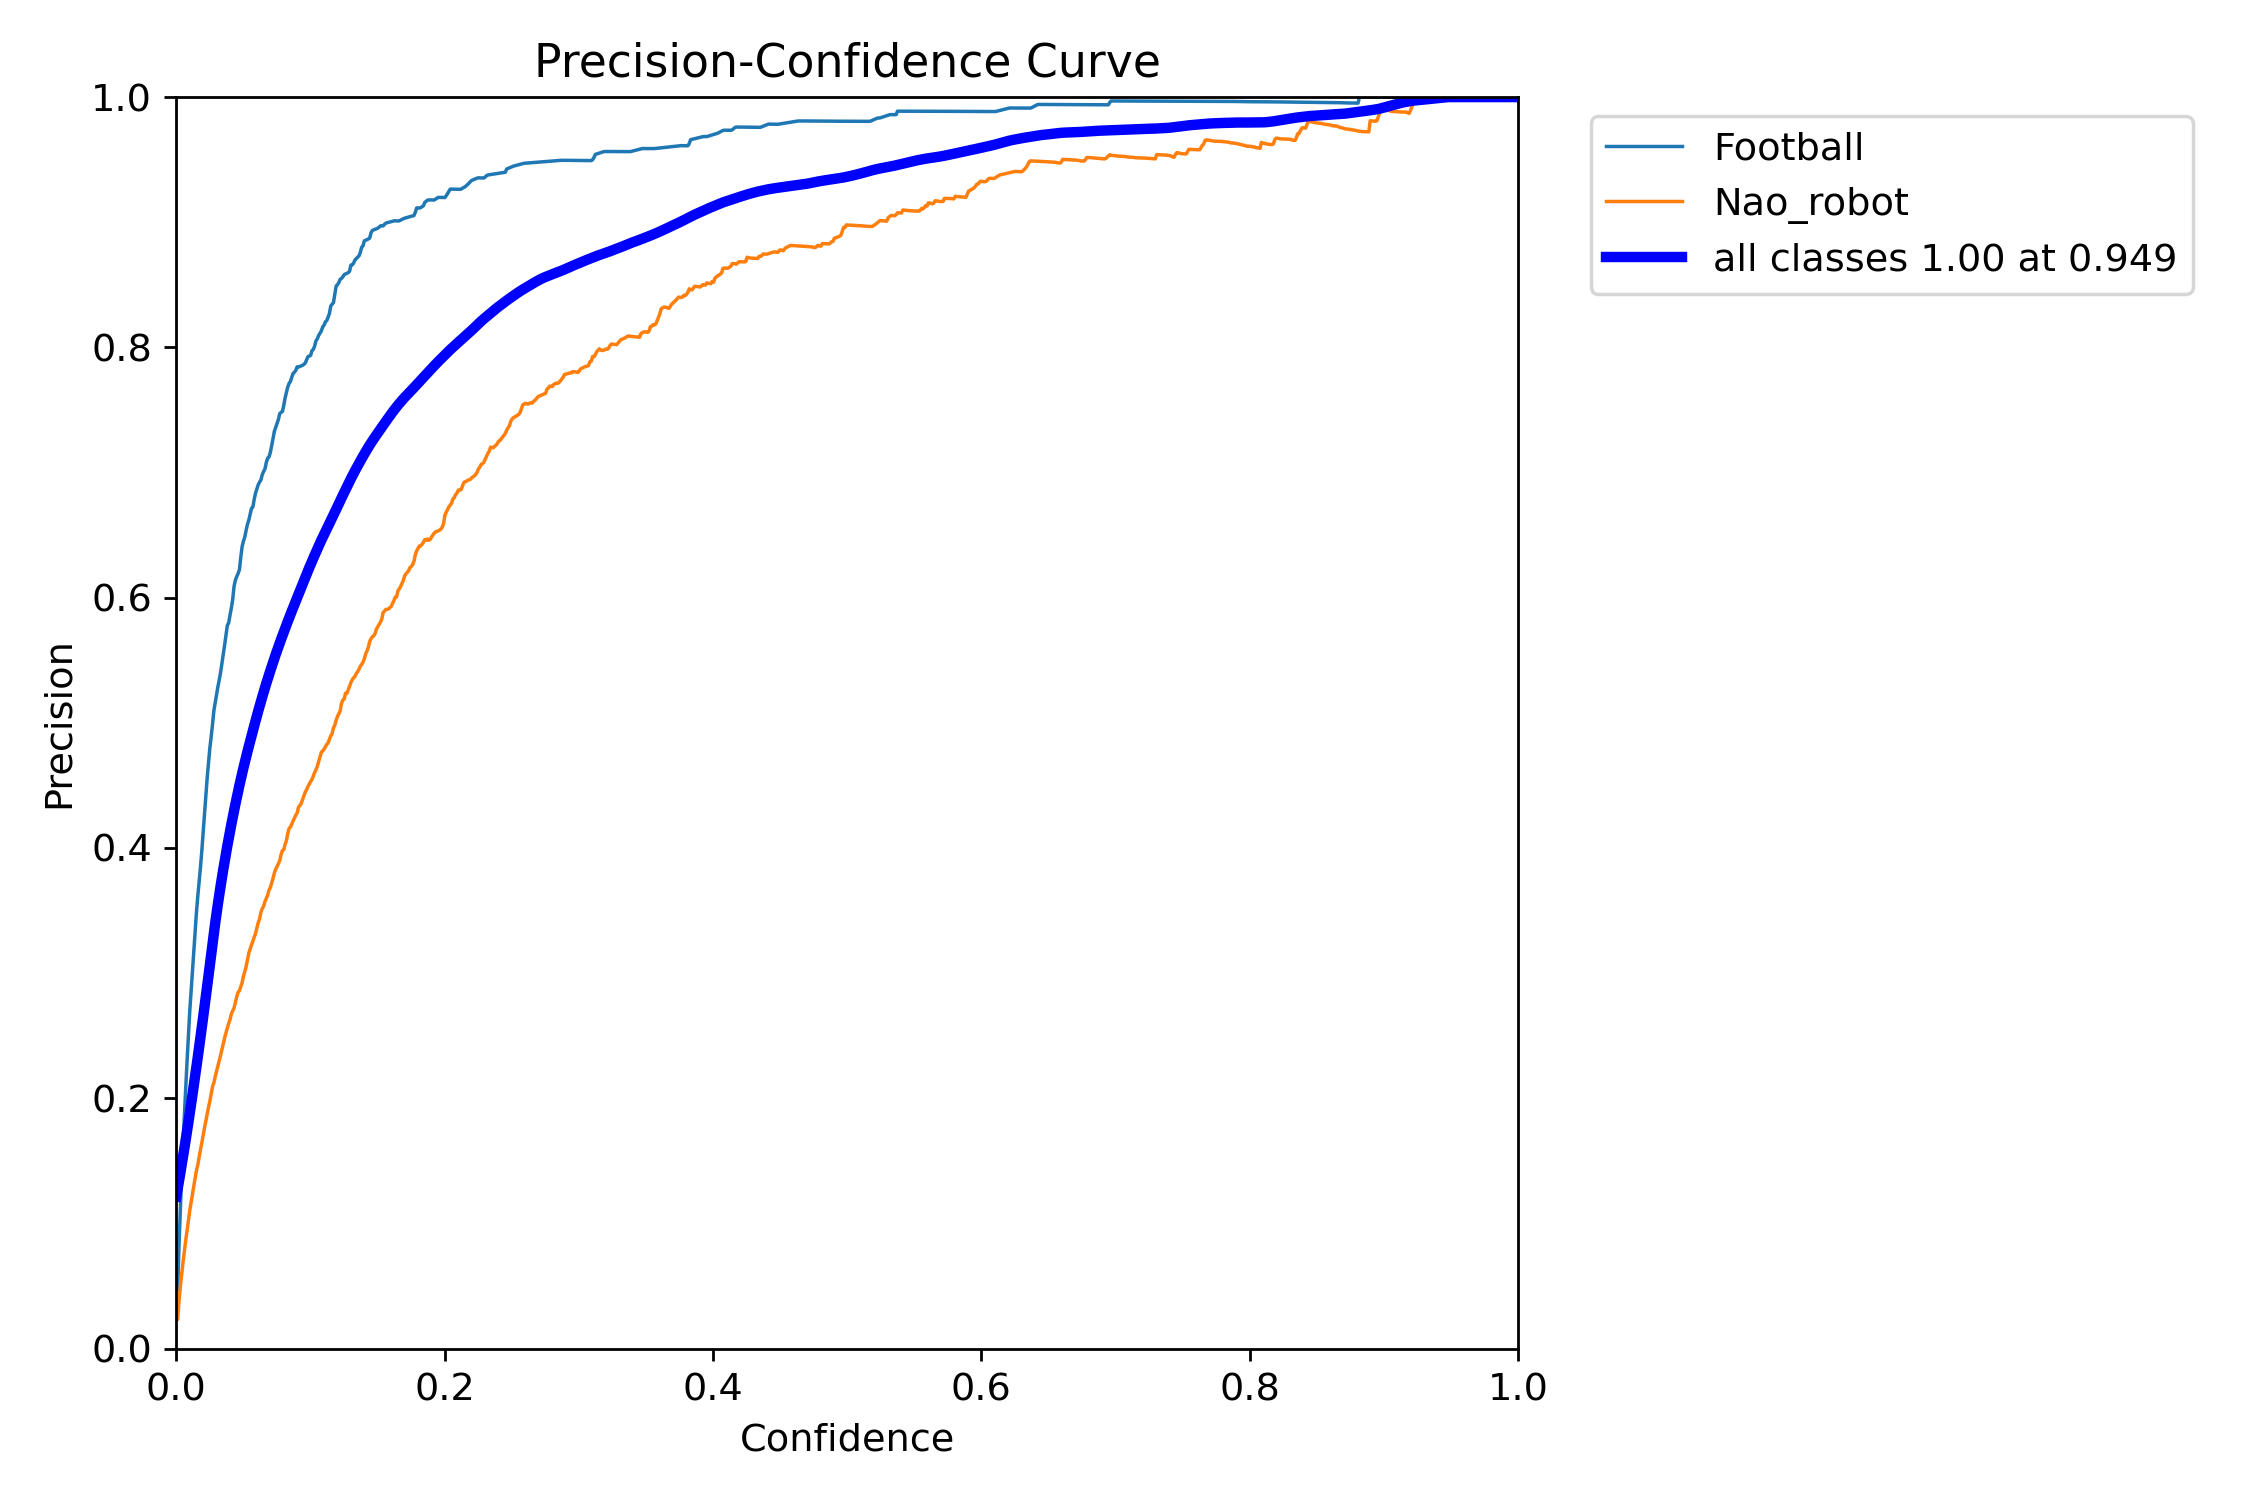 Precision-Confidence Curve
1.0
0.8
0.6
0.4
0.2
0.0
Precision
0.0 0.2 0.4 0.6 0.8 1.0
Confidence
Football
Nao_robot
all classes 1.00 at 0.949